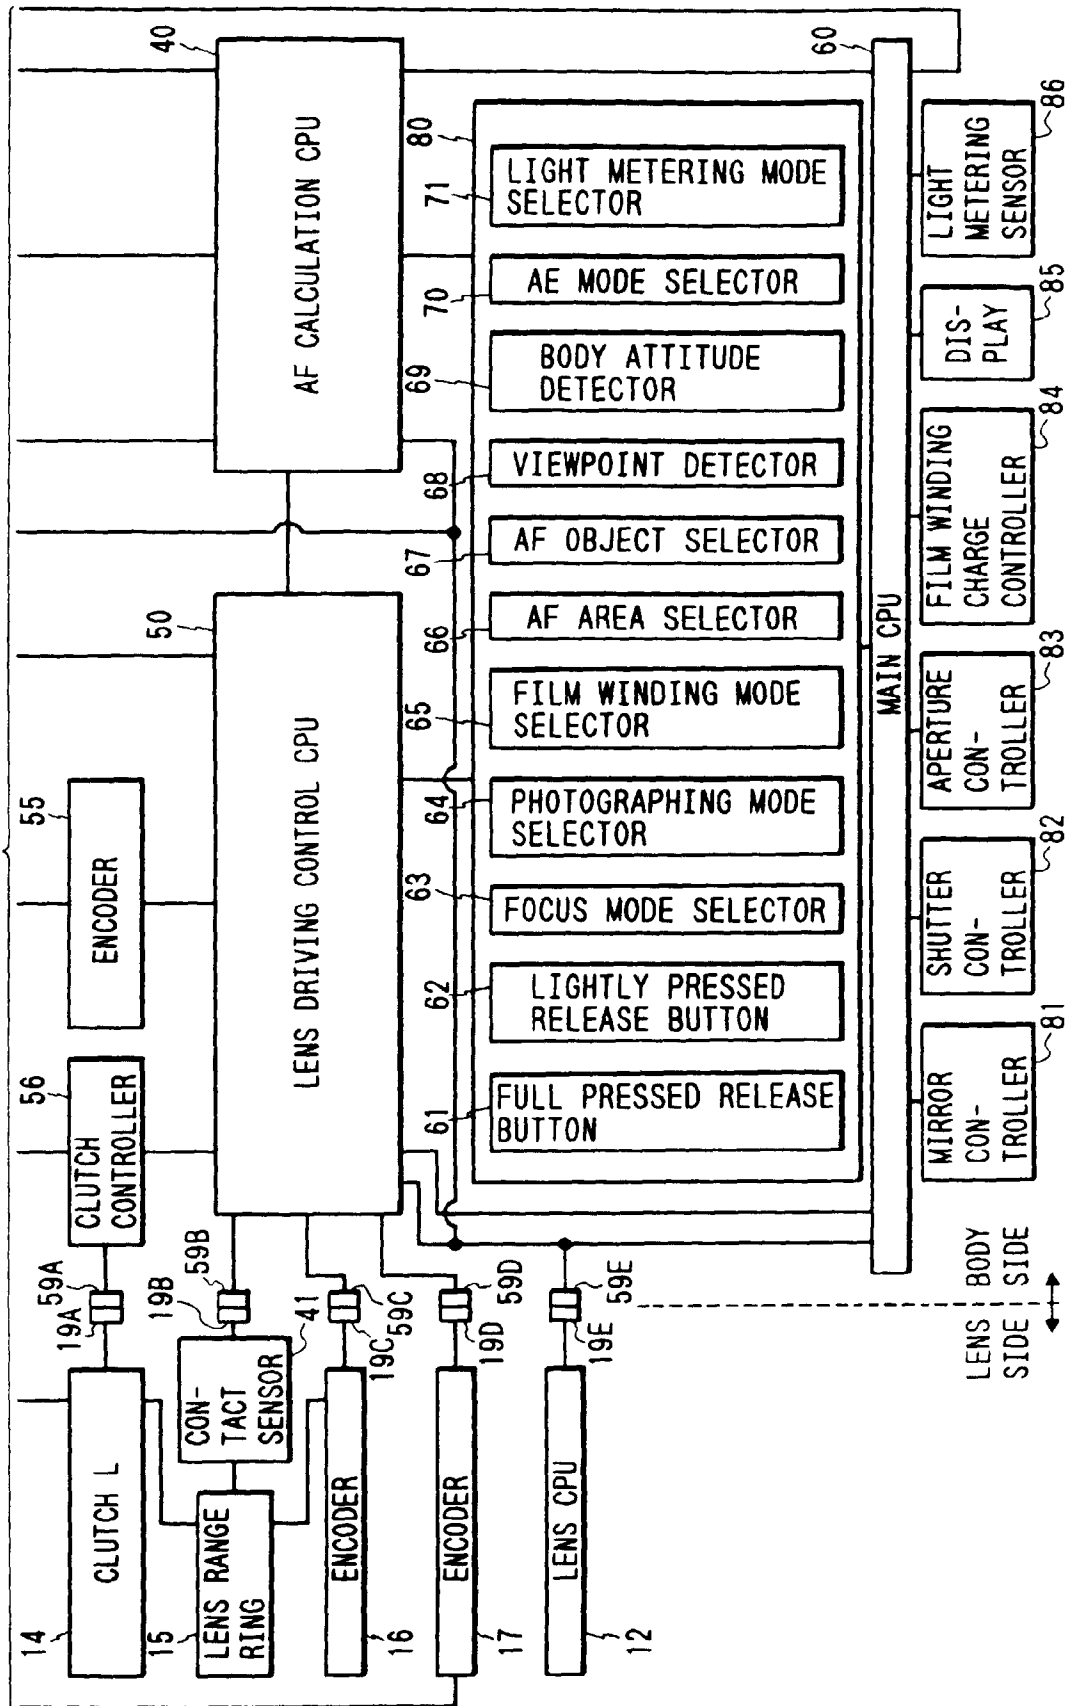 14
CLUTCH L
19A
59A
CLUTCH
CONTROLLER
56
ENCODER
55
15
LENS RANGE
RING
CON-
TACT
SENSOR
41
19B
59B
LENS DRIVING CONTROL CPU
50
AF CALCULATION CPU
40
16
ENCODER
19C
59C
17
ENCODER
19D
59D
12
LENS CPU
19E
59E
80
61
FULL PRESSED RELEASE
BUTTON
62
LIGHTLY PRESSED
RELEASE BUTTON
63
FOCUS MODE SELECTOR
64
PHOTOGRAPHING MODE
SELECTOR
65
FILM WINDING MODE
SELECTOR
66
AF AREA SELECTOR
67
AF OBJECT SELECTOR
68
VIEWPOINT DETECTOR
69
BODY ATTITUDE
DETECTOR
70
AE MODE SELECTOR
71
LIGHT METERING MODE
SELECTOR
MAIN CPU
60
MIRROR
CON-
TROLLER
81
SHUTTER
CON-
TROLLER
82
APERTURE
CON-
TROLLER
83
FILM WINDING
CHARGE
CONTROLLER
84
DIS-
PLAY
85
LIGHT
METERING
SENSOR
86
LENS
SIDE
BODY
SIDE